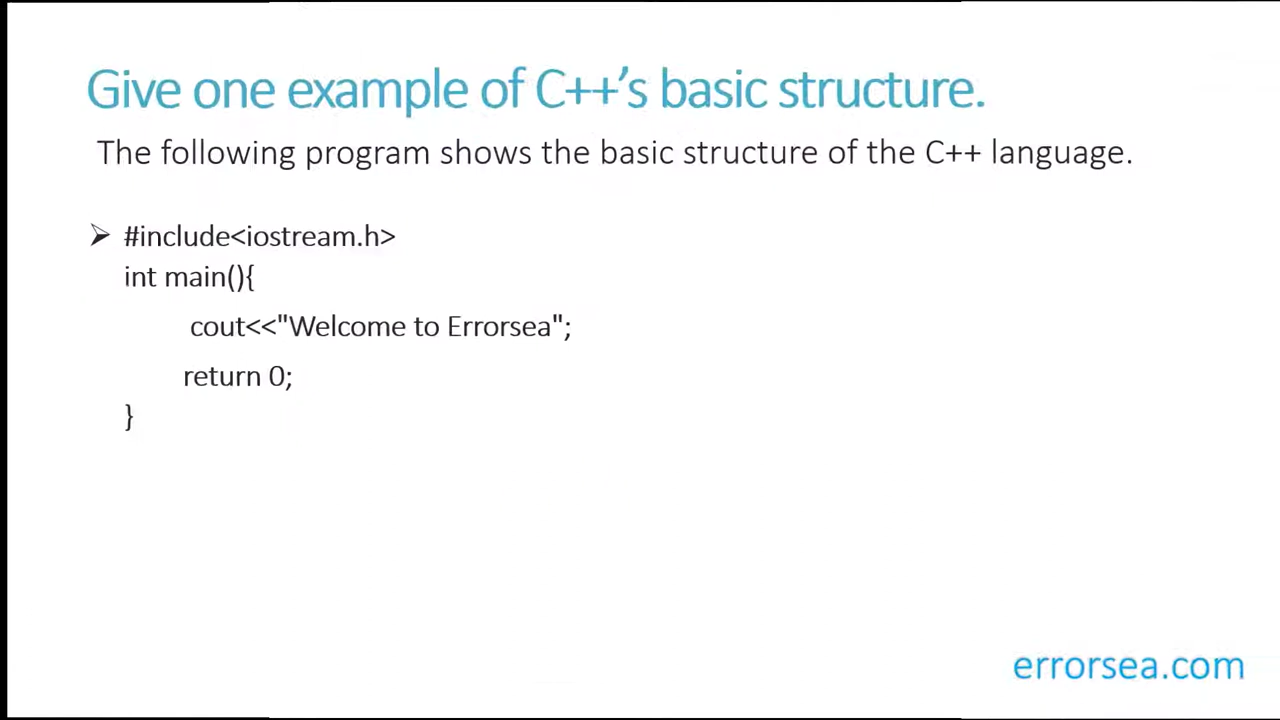 Give one example of C++’s basic structure.
The following program shows the basic structure of the C++ language.
#include<iostream.h>
int main(){
cout<<"Welcome to Errorsea";
return 0;
}
errorsea.com